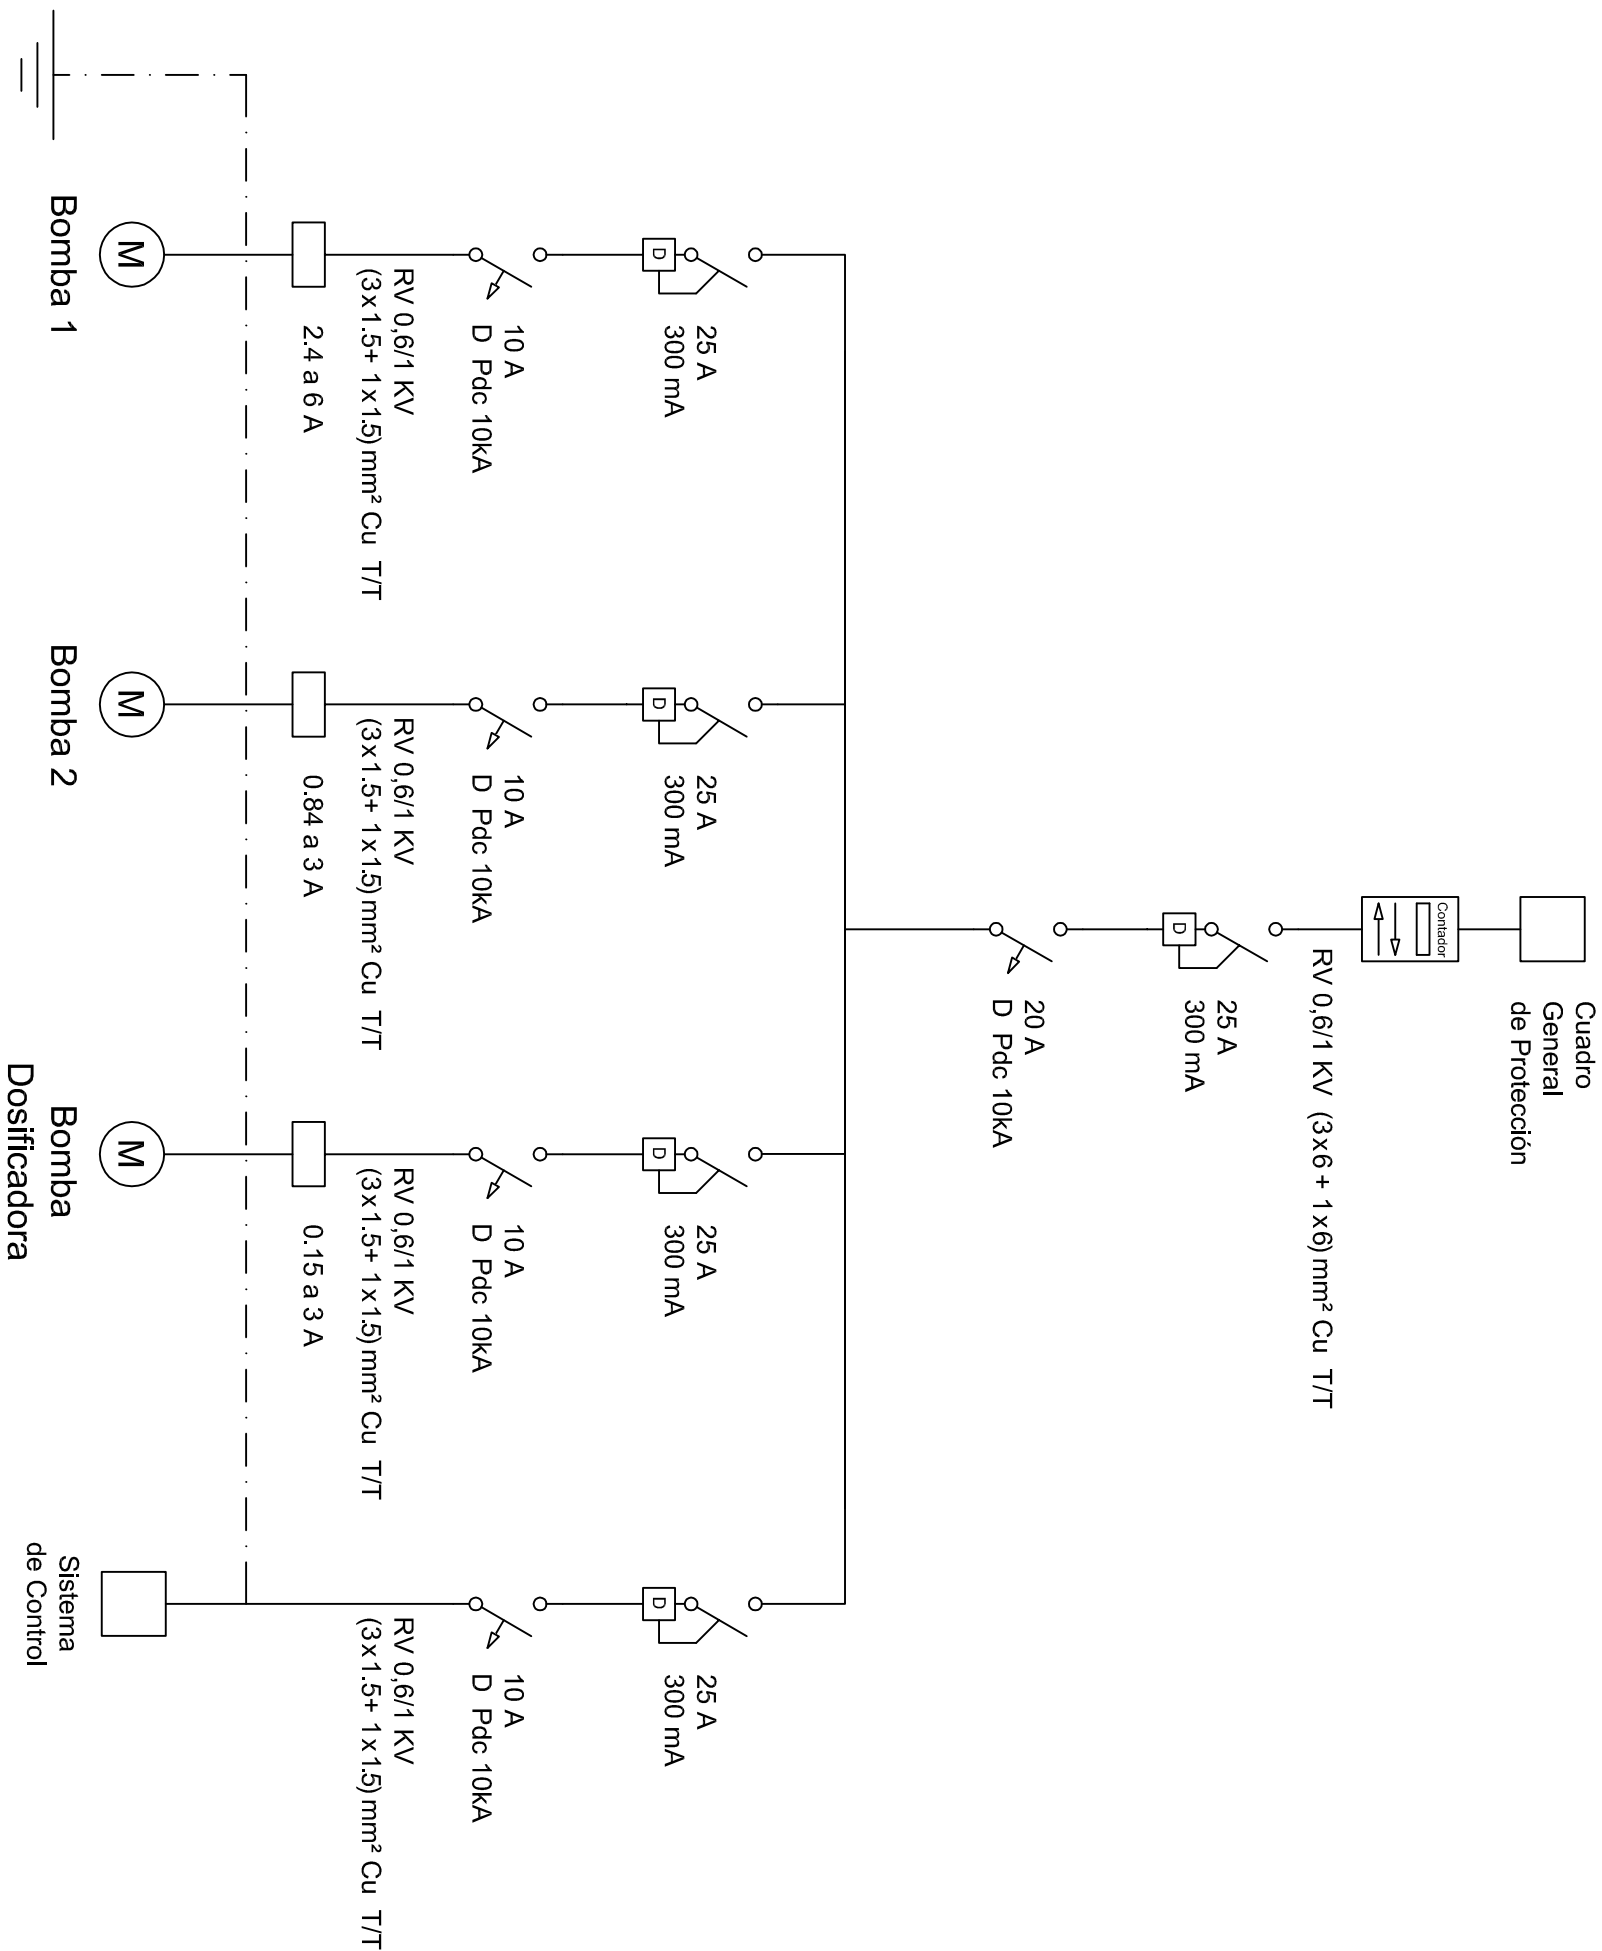 Cuadro
General
de Protección
Contador
RV 0,6/1 KV (3x6 + 1x6)mm² Cu T/T
25 A
300 mA
20 A
D Pdc 10kA
25 A
300 mA
10 A
D Pdc 10kA
RV 0,6/1 KV
(3x1.5+ 1x1.5)mm² Cu T/T
2.4 a 6 A
D
M
Bomba 1
25 A
300 mA
10 A
D Pdc 10kA
RV 0,6/1 KV
(3x1.5+ 1x1.5)mm² Cu T/T
0.84 a 3 A
D
M
Bomba 2
25 A
300 mA
10 A
D Pdc 10kA
RV 0,6/1 KV
(3x1.5+ 1x1.5)mm² Cu T/T
0.15 a 3 A
D
M
Bomba
Dosificadora
25 A
300 mA
10 A
D Pdc 10kA
RV 0,6/1 KV
(3x1.5+ 1x1.5)mm² Cu T/T
D
Sistema
de Control
D